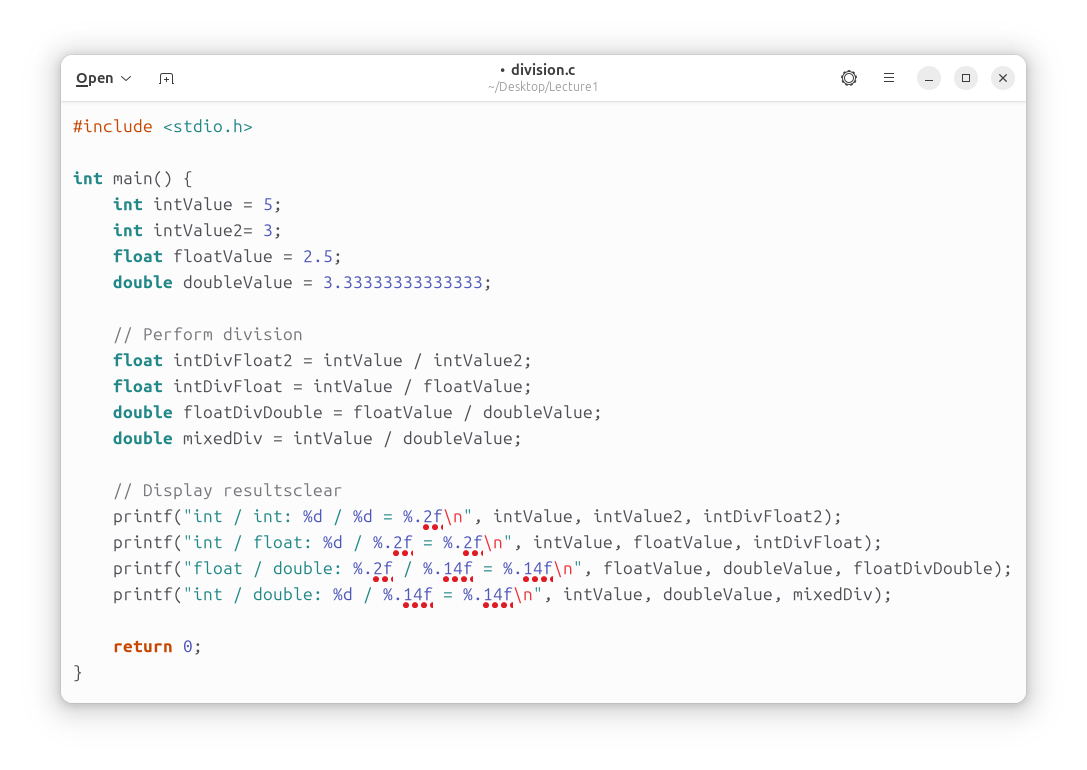 Open
• division.c
~/Desktop/Lecture1
#include <stdio.h>
int main() {
    int intValue = 5;
    int intValue2= 3;
    float floatValue = 2.5;
    double doubleValue = 3.33333333333333;
    // Perform division
    float intDivFloat2 = intValue / intValue2;
    float intDivFloat = intValue / floatValue;
    double floatDivDouble = floatValue / doubleValue;
    double mixedDiv = intValue / doubleValue;
    // Display resultsclear
    printf("int / int: %d / %d = %.2f\n", intValue, intValue2, intDivFloat2);
    printf("int / float: %d / %.2f = %.2f\n", intValue, floatValue, intDivFloat);
    printf("float / double: %.2f / %.14f = %.14f\n", floatValue, doubleValue, floatDivDouble);
    printf("int / double: %d / %.14f = %.14f\n", intValue, doubleValue, mixedDiv);
    return 0;
}